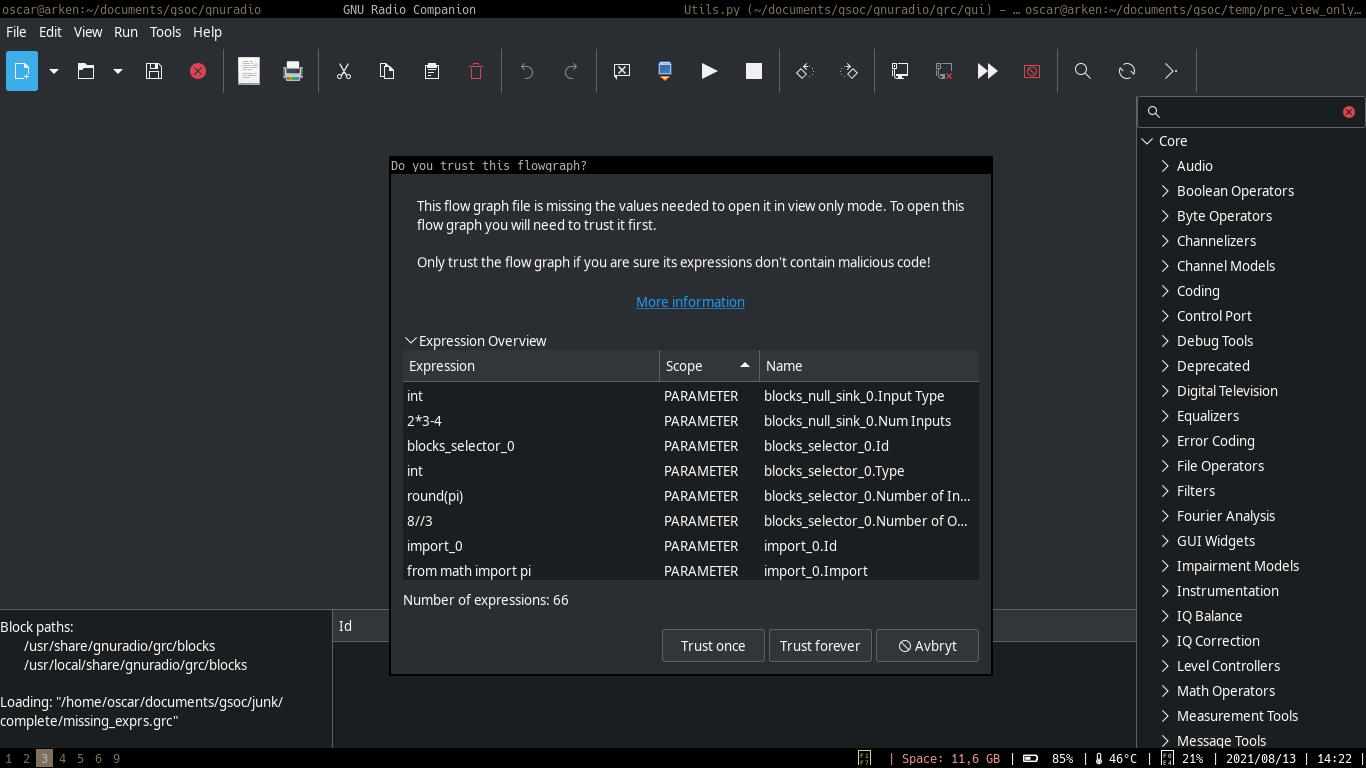 oscar@arken:~/documents/gsoc/gnuradio GNU Radio Companion Utils.py (~/documents/gsoc/gnuradio/grc/gui) – … oscar@arken:~/documents/gsoc/temp/pre_view_only…
File Edit View Run Tools Help
Do you trust this flowgraph?
This flow graph file is missing the values needed to open it in view only mode. To open this
flow graph you will need to trust it first.
Only trust the flow graph if you are sure its expressions don't contain malicious code!
More information
Expression Overview
Expression Scope Name
int PARAMETER blocks_null_sink_0.Input Type
2*3-4 PARAMETER blocks_null_sink_0.Num Inputs
blocks_selector_0 PARAMETER blocks_selector_0.Id
int PARAMETER blocks_selector_0.Type
round(pi) PARAMETER blocks_selector_0.Number of In…
8//3 PARAMETER blocks_selector_0.Number of O…
import_0 PARAMETER import_0.Id
from math import pi PARAMETER import_0.Import
Number of expressions: 66
Trust once Trust forever Avbryt
Core
Audio
Boolean Operators
Byte Operators
Channelizers
Channel Models
Coding
Control Port
Debug Tools
Deprecated
Digital Television
Equalizers
Error Coding
File Operators
Filters
Fourier Analysis
GUI Widgets
Impairment Models
Instrumentation
IQ Balance
IQ Correction
Level Controllers
Math Operators
Measurement Tools
Message Tools
Block paths:
/usr/share/gnuradio/grc/blocks
/usr/local/share/gnuradio/grc/blocks
Loading: "/home/oscar/documents/gsoc/junk/
complete/missing_exprs.grc"
Id
1 2 3 4 5 6 9 | Space: 11,6 GB | 85% | 46°C | 21% | 2021/08/13 | 14:22 |